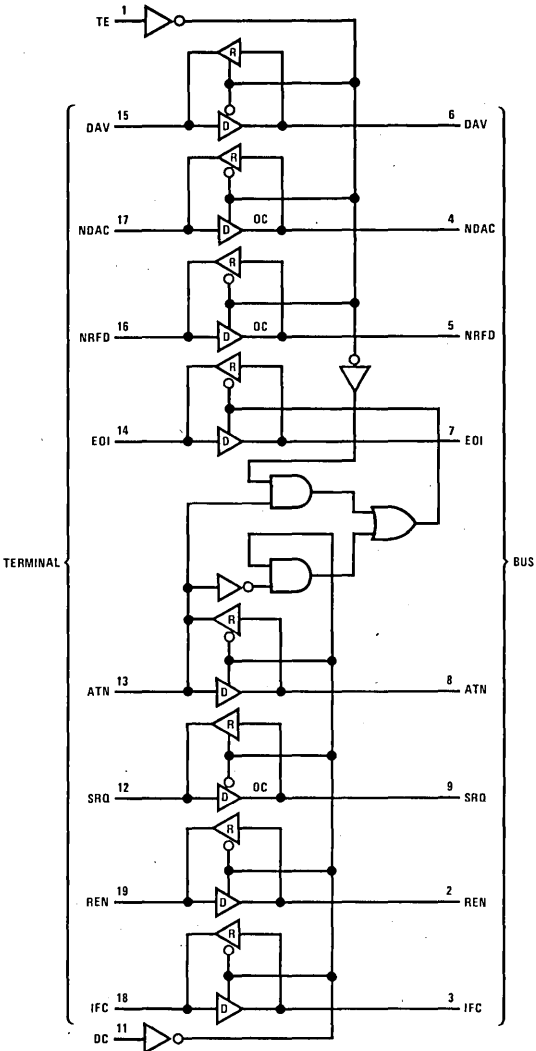 TE 1
R
DAV 15 D 6 DAV
R
NDAC 17 D OC 4 NDAC
R
NRFD 16 D OC 5 NRFD
R
EOI 14 D 7 EOI
TERMINAL BUS
R
ATN 13 D 8 ATN
R
SRQ 12 D OC 9 SRQ
R
REN 19 D 2 REN
R
IFC 18 D 3 IFC
DC 11